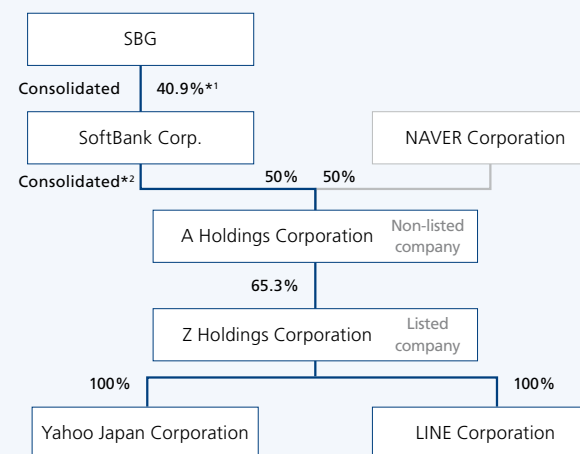 SBG
Consolidated 40.9%*1
SoftBank Corp. NAVER Corporation
Consolidated*2 50% 50%
A Holdings Corporation Non-listed
company
65.3%
Z Holdings Corporation Listed
company
100% 100%
Yahoo Japan Corporation LINE Corporation